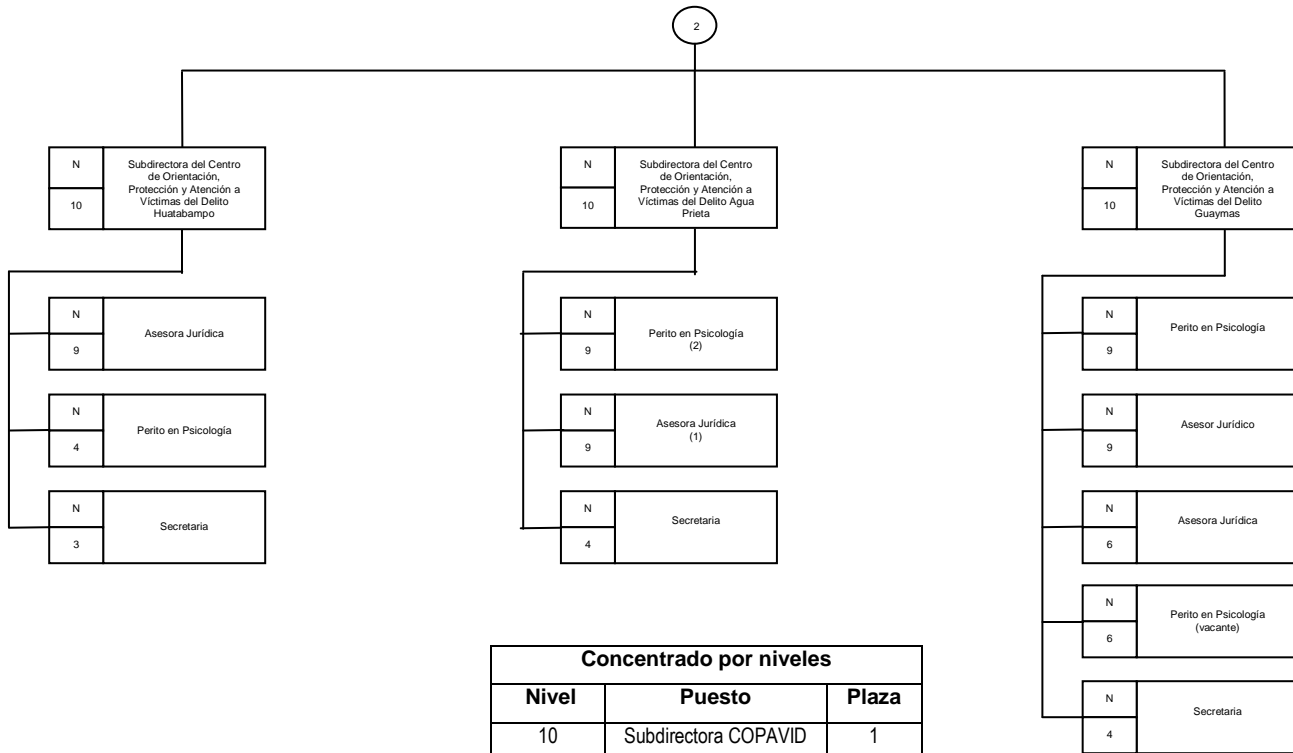 2
N
10
Subdirectora del Centro
de Orientación,
Protección y Atención a
Víctimas del Delito
Huatabampo
N
10
Subdirectora del Centro
de Orientación,
Protección y Atención a
Víctimas del Delito Agua
Prieta
N
10
Subdirectora del Centro
de Orientación,
Protección y Atención a
Víctimas del Delito
Guaymas
N
9
Asesora Jurídica
N
4
Perito en Psicología
N
3
Secretaria
N
9
Perito en Psicología
(2)
N
9
Asesora Jurídica
(1)
N
4
Secretaria
N
9
Perito en Psicología
N
9
Asesor Jurídico
N
6
Asesora Jurídica
N
6
Perito en Psicología
(vacante)
N
4
Secretaria
Concentrado por niveles
Nivel Puesto Plaza
10 Subdirectora COPAVID 1